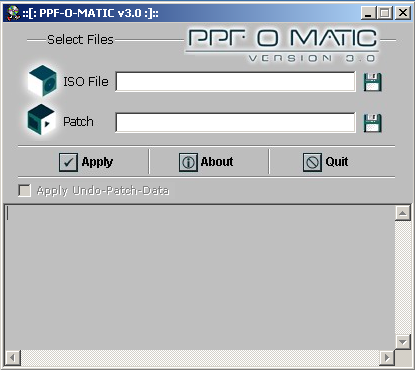 ::[: PPF-O-MATIC v3.0 :]::
Select Files
PPF O MATIC
VERSION 3.0
ISO File
Patch
Apply
About
Quit
Apply Undo-Patch-Data